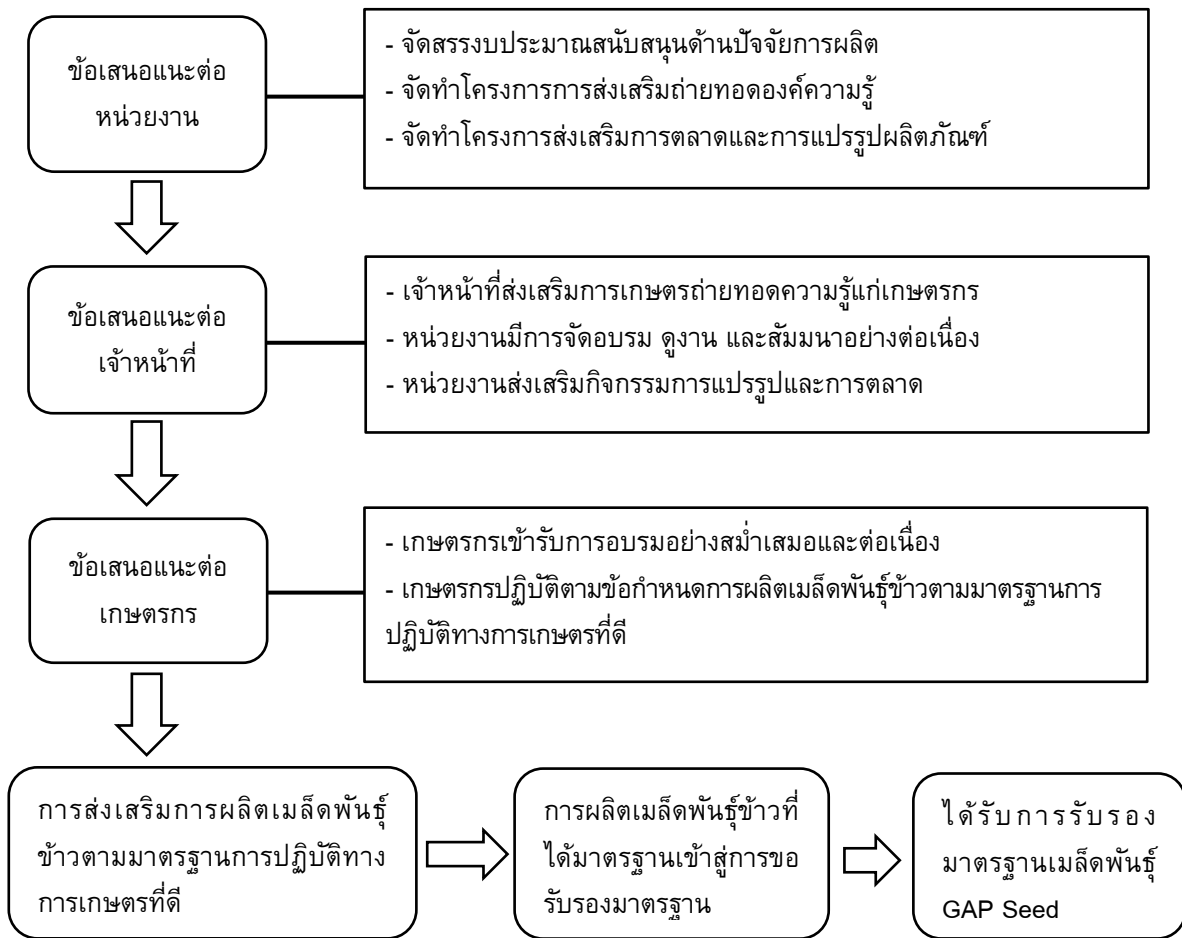 ข้อเสนอแนะต่อ
หน่วยงาน
- จัดสรรงบประมาณสนับสนุนด้านปัจจัยการผลิต
- จัดทำโครงการการส่งเสริมถ่ายทอดองค์ความรู้
- จัดทำโครงการส่งเสริมการตลาดและการแปรรูปผลิตภัณฑ์
ข้อเสนอแนะต่อ
เจ้าหน้าที่
- เจ้าหน้าที่ส่งเสริมการเกษตรถ่ายทอดความรู้แก่เกษตรกร
- หน่วยงานมีการจัดอบรม ดูงาน และสัมมนาอย่างต่อเนื่อง
- หน่วยงานส่งเสริมกิจกรรมการแปรรูปและการตลาด
ข้อเสนอแนะต่อ
เกษตรกร
- เกษตรกรเข้ารับการอบรมอย่างสม่ำเสมอและต่อเนื่อง
- เกษตรกรปฏิบัติตามข้อกำหนดการผลิตเมล็ดพันธุ์ข้าวตามมาตรฐานการ
ปฏิบัติทางการเกษตรที่ดี
การส่งเสริมการผลิตเมล็ดพันธุ์
ข้าวตามมาตรฐานการปฏิบัติทาง
การเกษตรที่ดี
การผลิตเมล็ดพันธุ์ข้าวที่
ได้มาตรฐานเข้าสู่การขอ
รับรองมาตรฐาน
ได้รับการรับรอง
มาตรฐานเมล็ดพันธุ์
GAP Seed